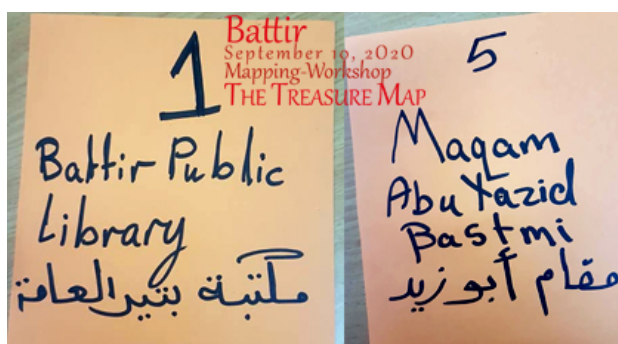 Battir
September 10, 2020
Mapping-Workshop
THE TREASURE MAP
1
Battir Public
Library
مكتبة بتير العامة
5
Maqam
Abu Yazid
Bastmi
مقام أبو زيد